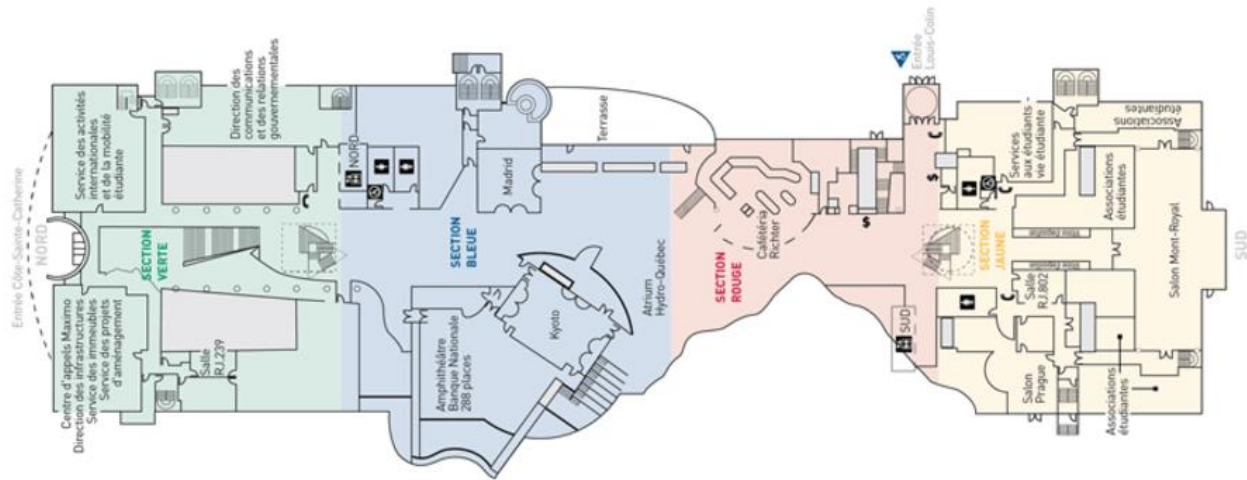 Entrée Côte-Sainte-Catherine
NORD
Service des activités
internationales
et de la mobilité
étudiante
Centre d'appels Maximo
Direction des infrastructures
Service des immeubles
Service des projets
d'aménagement
SECTION
VERTE
Salle
RJ.239
Direction des
communications
et des relations
gouvernementales
NORD
SECTION
BLEUE
Madrid
Amphithéâtre
Banque Nationale
288 places
Kyoto
Terrasse
Atrium
Hydro-Québec
SECTION
ROUGE
Cafétéria
Richter
$
$
Entrée
Louis-Colin
SUD
SECTION
JAUNE
Services
aux étudiants -
vie étudiante
Associations
étudiantes
Associations
étudiantes
Salle
RJ.802
Salon
Prague
Associations
étudiantes
Salon Mont-Royal
SUD